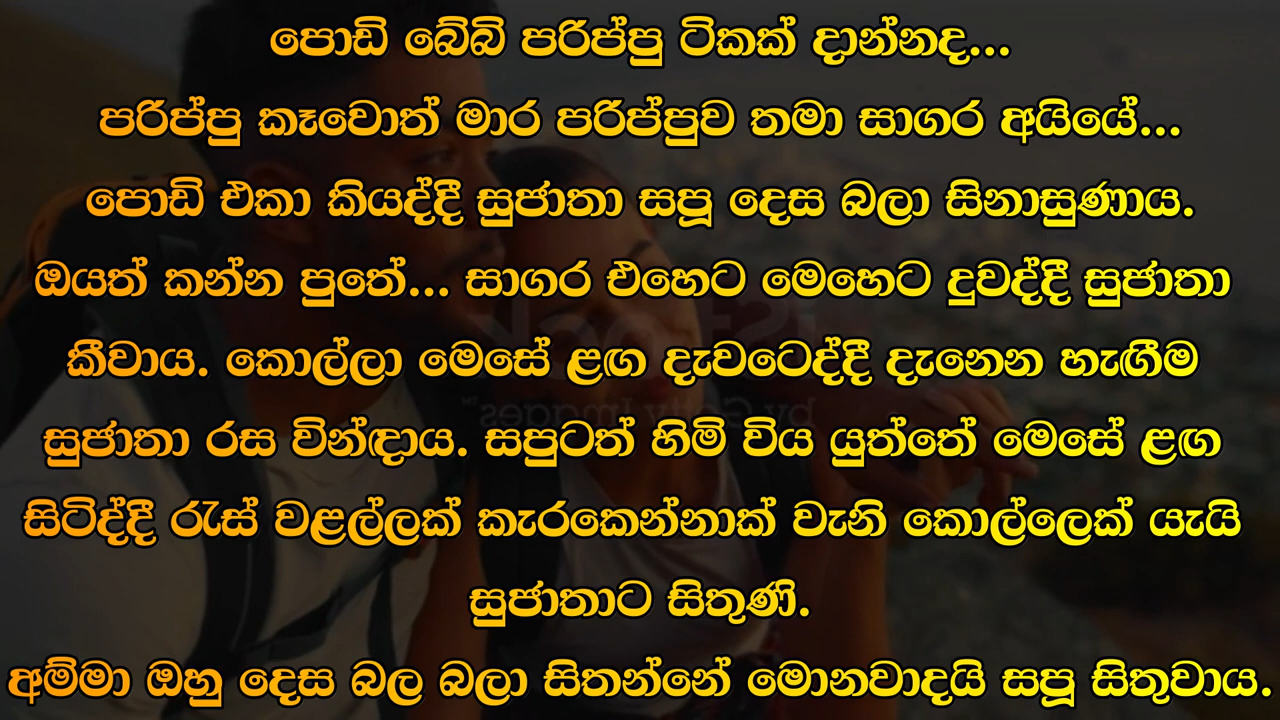 පොඩි බේබි පරිප්පු ටිකක් දාන්නද...
පරිප්පු කෑවොත් මාර පරිප්පුව තමා සාගර අයියේ...
පොඩි එකා කියද්දී සුජාතා සපූ දෙස බලා සිනාසුණාය.
ඔයත් කන්න පුතේ... සාගර එහෙට මෙහෙට දුවද්දී සුජාතා
කීවාය. කොල්ලා මෙසේ ළඟ දැවටෙද්දී දැනෙන හැඟීම
සුජාතා රස වින්ඳාය. සපුටත් හිමි විය යුත්තේ මෙසේ ළඟ
සිටිද්දී රැස් වළල්ලක් කැරකෙන්නාක් වැනි කොල්ලෙක් යැයි
සුජාතාට සිතුණි.
අම්මා ඔහු දෙස බල බලා සිතන්නේ මොනවාදයි සපූ සිතුවාය.